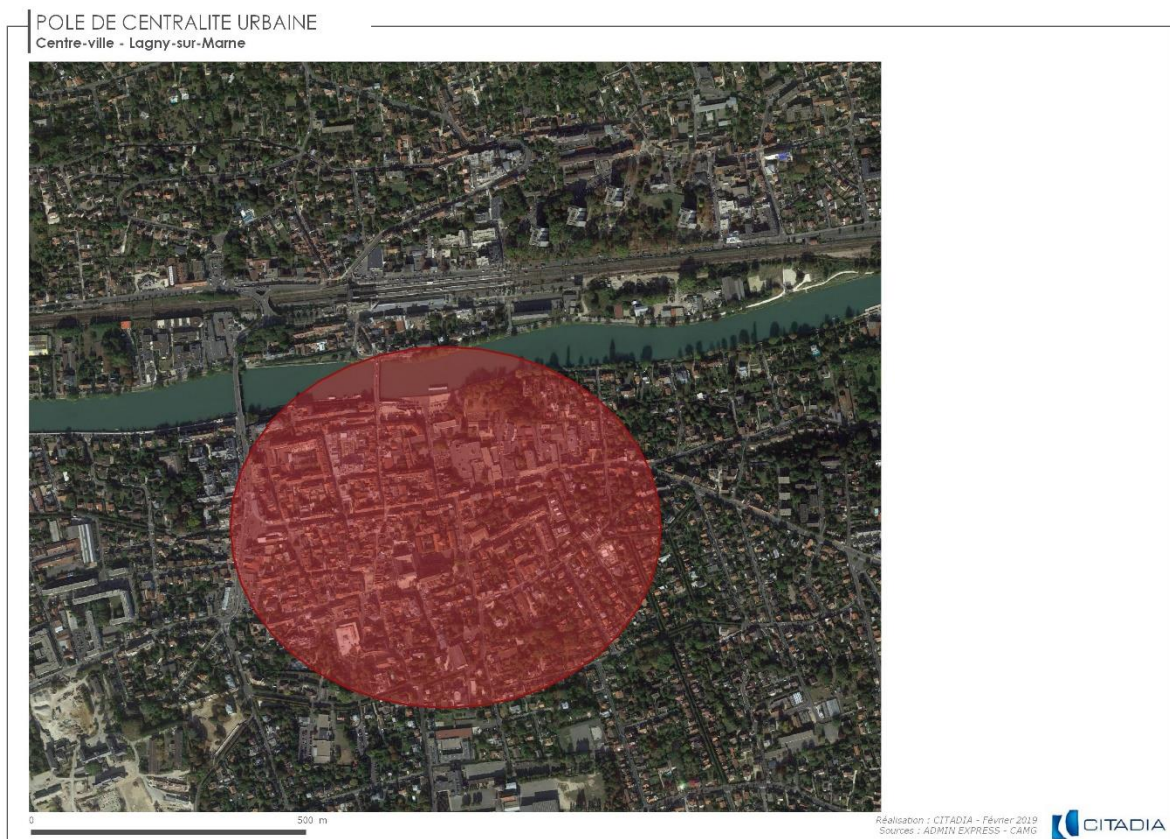 POLE DE CENTRALITE URBAINE
Centre-ville - Lagny-sur-Marne
0
500 m
Réalisation : CITADIA - Février 2019
Sources : ADMIN EXPRESS - CAMG
CITADIA